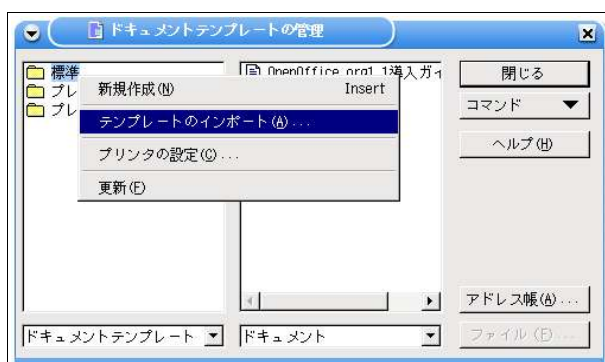 ドキュメントテンプレートの管理
標準
プレ
プレ
OpenOffice.org1.1導入ガイ
新規作成(N) Insert
テンプレートのインポート(A)...
プリンタの設定(C)...
更新(F)
閉じる
コマンド
ヘルプ(H)
アドレス帳(A)...
ドキュメントテンプレート
ドキュメント
ファイル(E)...